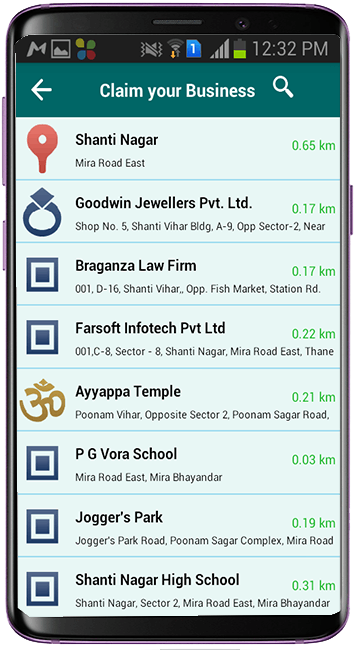 12:32 PM
1
Claim your Business
Shanti Nagar
0.65 km
Mira Road East
Goodwin Jewellers Pvt. Ltd.
0.17 km
Shop No. 5, Shanti Vihar Bldg, A-9, Opp Sector-2, Near
Braganza Law Firm
0.17 km
001, D-16, Shanti Vihar,, Opp. Fish Market, Station Rd.
Farsoft Infotech Pvt Ltd
0.22 km
001,C-8, Sector - 8, Shanti Nagar, Mira Road East, Thane
Ayyappa Temple
0.21 km
Poonam Vihar, Opposite Sector 2, Poonam Sagar Road,
P G Vora School
0.03 km
Mira Road East, Mira Bhayandar
Jogger's Park
0.19 km
Jogger's Park Road, Poonam Sagar Complex, Mira Road
Shanti Nagar High School
0.31 km
Shanti Nagar, Sector 2, Mira Road East, Mira Bhayandar